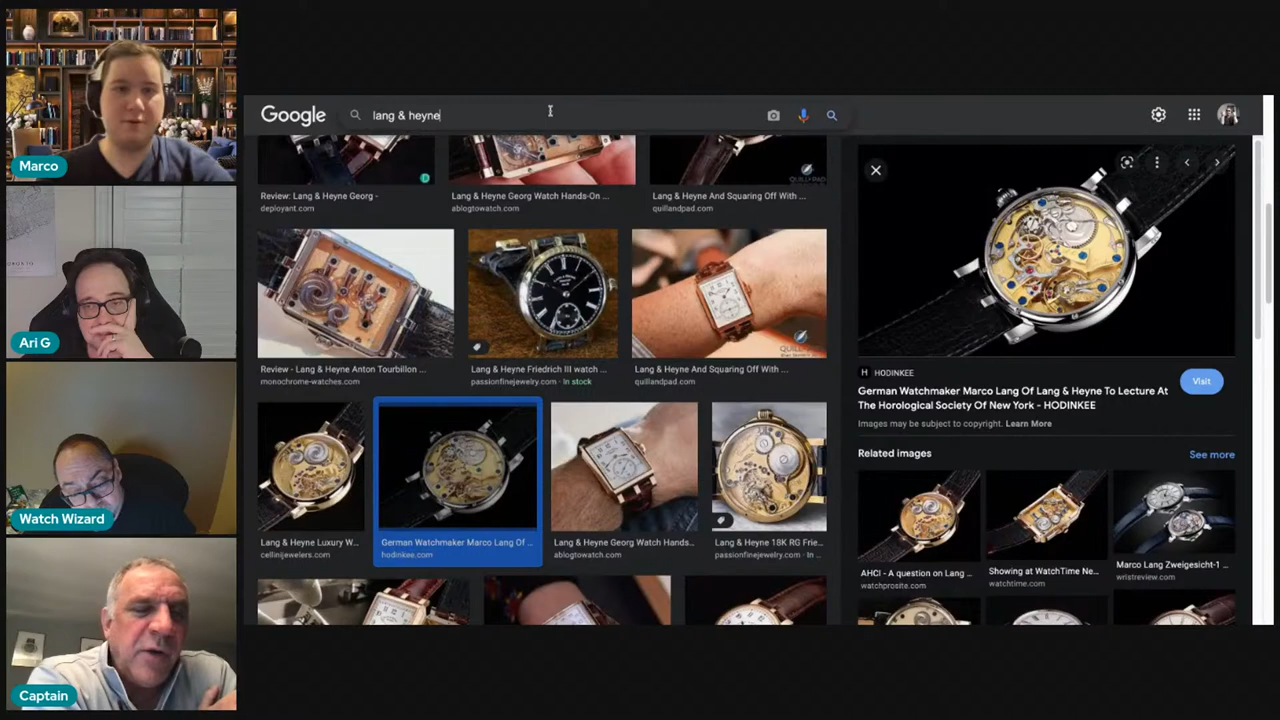 Marco
Ari G
Watch Wizard
Captain
Google
lang & heyne
Review: Lang & Heyne Georg -
deployant.com
Lang & Heyne Georg Watch Hands-On ...
ablogtowatch.com
Lang & Heyne And Squaring Off With ...
quillandpad.com
Review - Lang & Heyne Anton Tourbillon ...
monochrome-watches.com
Lang & Heyne Friedrich III watch ...
passionfinejewelry.com · In stock
Lang & Heyne And Squaring Off With ...
quillandpad.com
Lang & Heyne Luxury W...
cellinijewelers.com
German Watchmaker Marco Lang Of ...
hodinkee.com
Lang & Heyne Georg Watch Hands...
ablogtowatch.com
Lang & Heyne 18K RG Frie...
passionfinejewelry.com · In ...
H HODINKEE
German Watchmaker Marco Lang Of Lang & Heyne To Lecture At
The Horological Society Of New York - HODINKEE
Visit
Images may be subject to copyright. Learn More
Related images
See more
AHCI - A question on Lang ...
watchprosite.com
Showing at WatchTime Ne...
watchtime.com
Marco Lang Zweigesicht-1 ...
wristreview.com